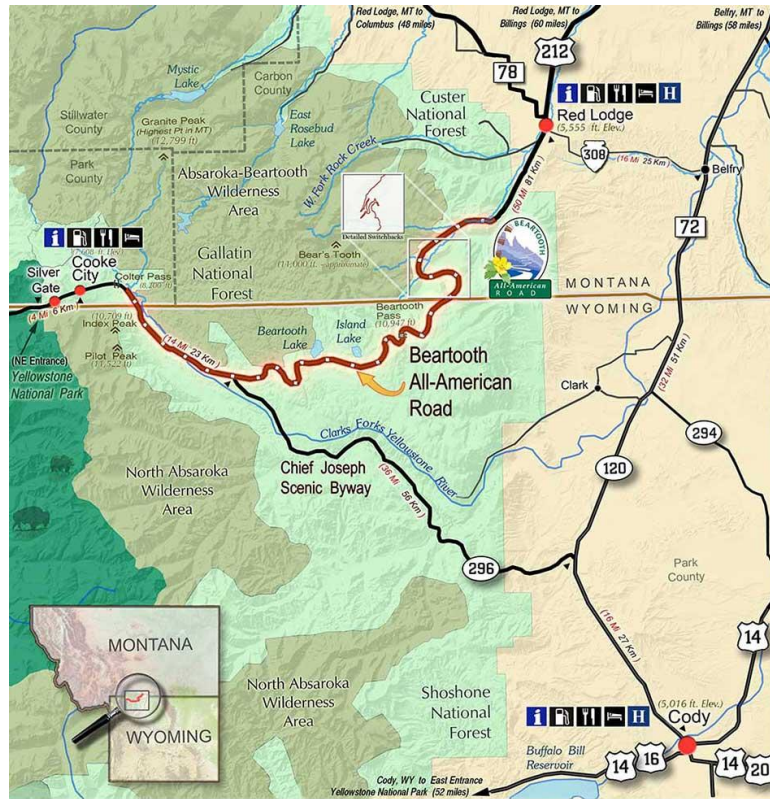 Red Lodge, MT to
Columbus (48 miles)
Red Lodge, MT to
Billings (60 miles)
Belfry, MT to
Billings (58 miles)
212
78
Mystic
Lake
Carbon
County
Stillwater
County
Granite Peak
(Highest Pt in MT)
(12,799 ft)
East
Rosebud
Lake
Custer
National
Forest
i
H
Red Lodge
(5,555 ft. Elev.)
Park
County
W. Fork Rock Creek
308
(16 Mi 25 Km)
Belfry
Absaroka-Beartooth
Wilderness
Area
(50 Mi 81 Km)
72
Detailed Switchbacks
BEARTOOTH
All-American
ROAD
i
Gallatin
National
Forest
Bear's Tooth
Silver
Gate
Cooke
City
Colter Pass
(8,200 ft)
MONTANA
WYOMING
(4 Mi 6 Km)
(10,709 ft)
Index Peak
Pilot Peak
(NE Entrance)
Yellowstone
National Park
(14 Mi 23 Km)
Beartooth
Lake
Island
Lake
Beartooth
Pass
(10,947 ft)
Beartooth
All-American
Road
(32 Mi 51 Km)
Clark
294
Clarks Forks Yellowstone River
120
Chief Joseph
Scenic Byway
(36 Mi 56 Km)
North Absaroka
Wilderness
Area
296
Park
County
(16 Mi 27 Km)
14
MONTANA
WYOMING
North Absaroka
Wilderness
Area
Shoshone
National
Forest
(5,016 ft. Elev.)
i
H
Cody
Buffalo Bill
Reservoir
14
16
14
20
Cody, WY to East Entrance
Yellowstone National Park (52 miles)